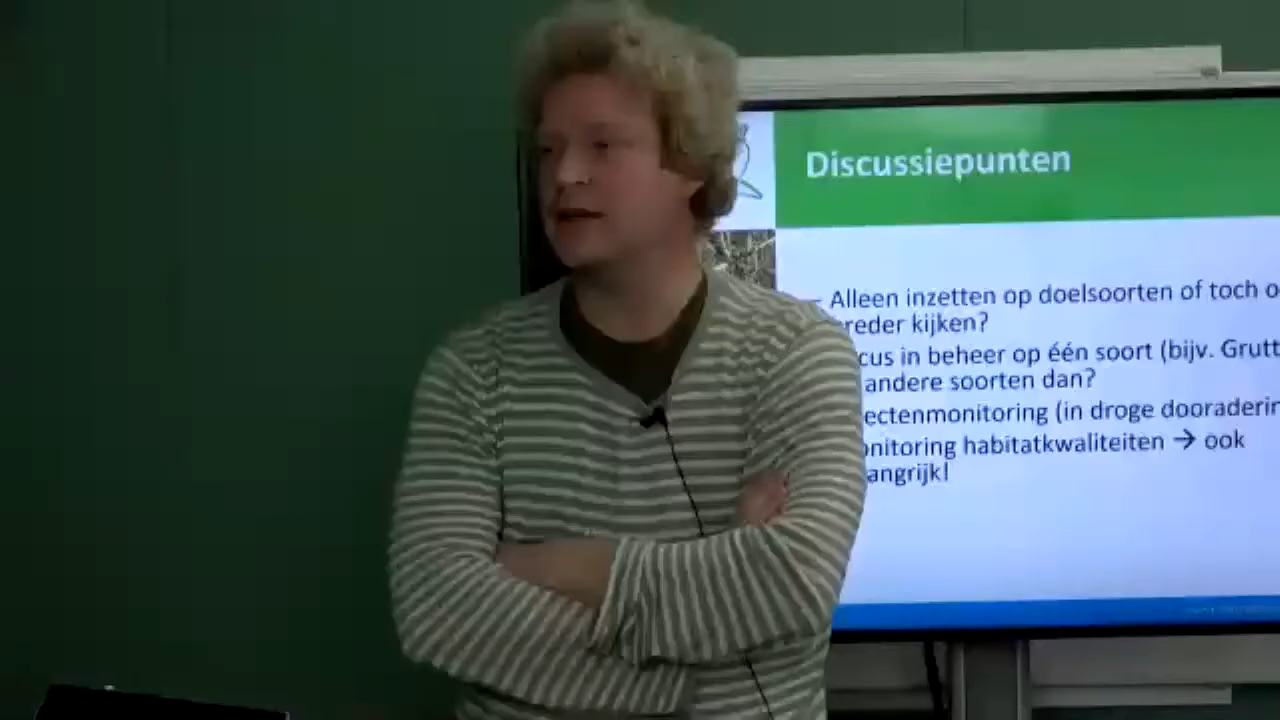 Discussiepunten
– Alleen inzetten op doelsoorten of toch o
reder kijken?
cus in beheer op één soort (bijv. Grutt
andere soorten dan?
ectenmonitoring (in droge dooraderin
nitoring habitatkwaliteiten → ook
angrijk!